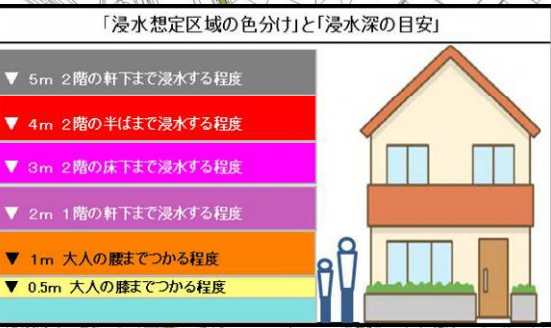 「浸水想定区域の色分け」と「浸水深の目安」
▼ 5m 2階の軒下まで浸水する程度
▼ 4m 2階の半ばまで浸水する程度
▼ 3m 2階の床下まで浸水する程度
▼ 2m 1階の軒下まで浸水する程度
▼ 1m 大人の腰までつかる程度
▼ 0.5m 大人の膝までつかる程度